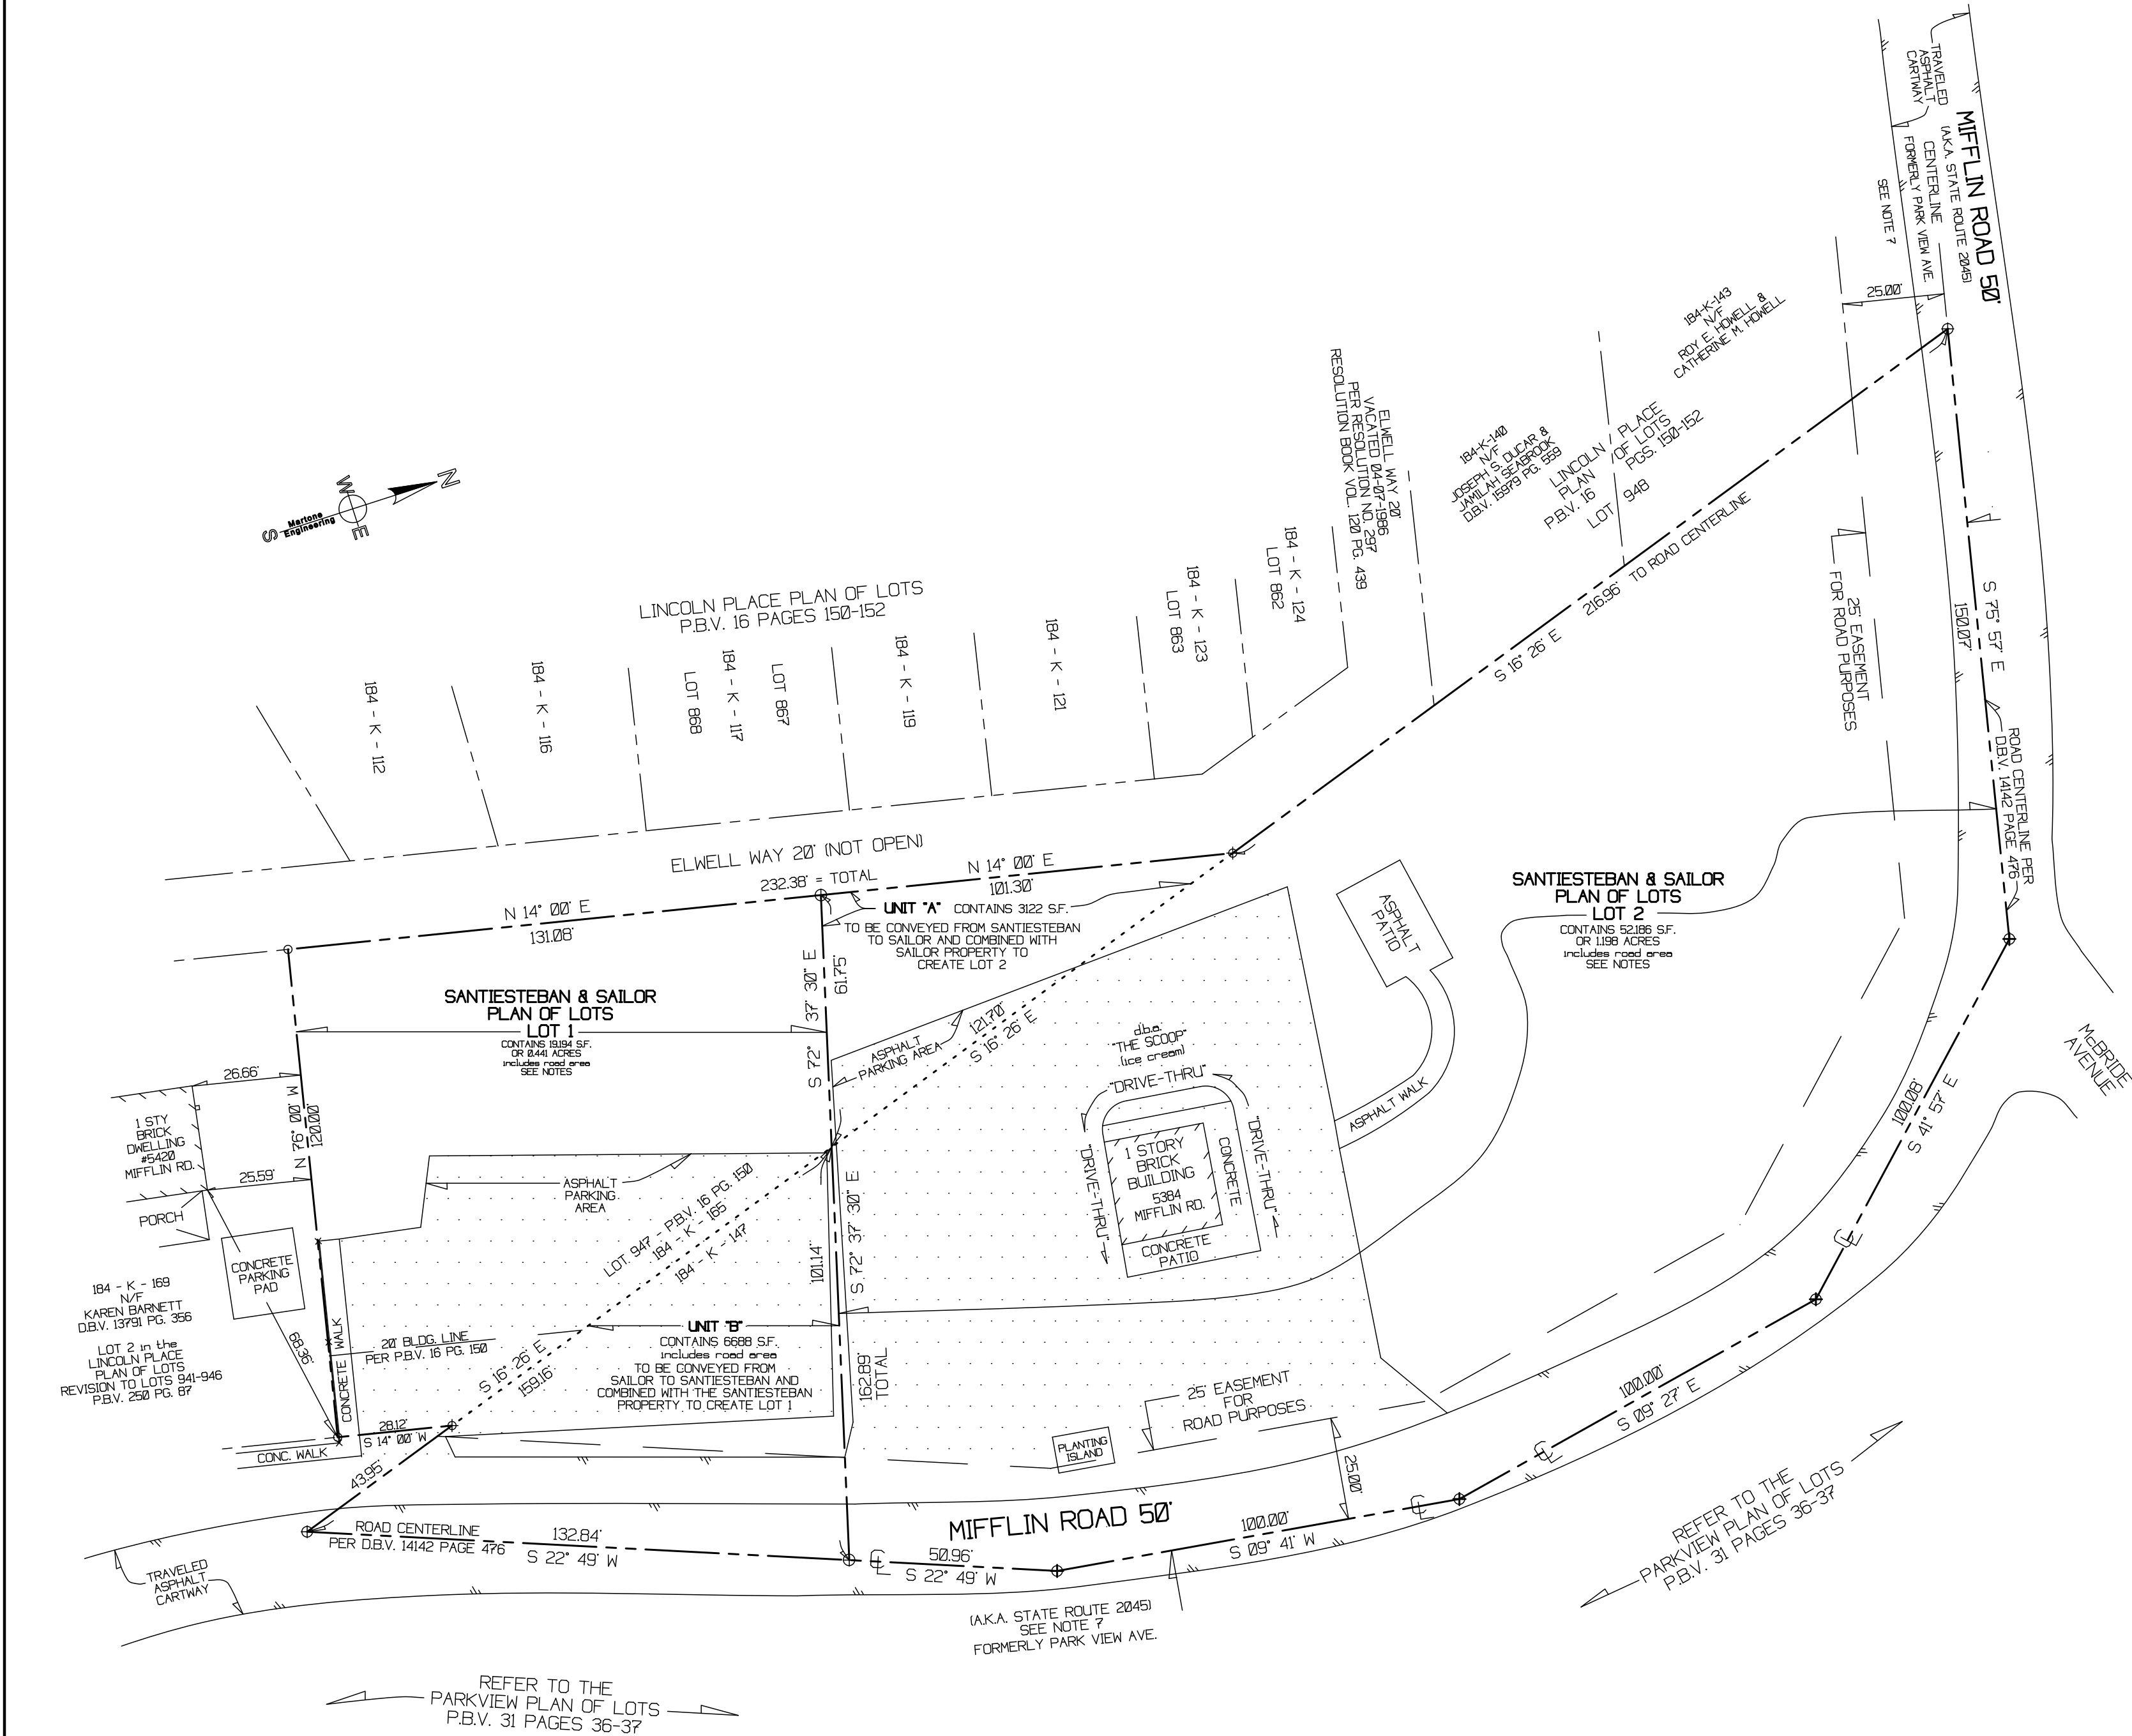 TRAVELED
ASPHALT
CARTWAY
MIFFLIN ROAD 50'
(A.K.A. STATE ROUTE 2045)
CENTERLINE
FORMERLY PARK VIEW AVE.
SEE NOTE 7
25.00'
184-K-143
N/F
ROY E. HOWELL &
CATHERINE M. HOWELL
ELWELL WAY 20'
VACATED 04-07-1986
PER RESOLUTION NO. 297
RESOLUTION BOOK VOL. 120 PG. 439
184-K-140
N/F
JOSEPH S. DUCAR &
JAMILAH SEABROOK
D.B.V. 15979 PG. 559
LINCOLN PLACE
PLAN OF LOTS
P.B.V. 16 PGS. 150-152
LOT 948
N
W
E
S
Martone
Engineering
LINCOLN PLACE PLAN OF LOTS
P.B.V. 16 PAGES 150-152
184 - K - 112
184 - K - 116
LOT 868
184 - K - 117
LOT 867
184 - K - 119
184 - K - 121
184 - K - 123
LOT 863
184 - K - 124
LOT 862
S 16° 26' E 216.96' TO ROAD CENTERLINE
25' EASEMENT
FOR ROAD PURPOSES
S 75° 57' E
150.07'
ROAD CENTERLINE PER
D.B.V. 14142 PAGE 476
ELWELL WAY 20' (NOT OPEN)
232.38' = TOTAL
N 14° 00' E
101.30'
N 14° 00' E
131.08'
UNIT "A" CONTAINS 3122 S.F.
TO BE CONVEYED FROM SANTIESTEBAN
TO SAILOR AND COMBINED WITH
SAILOR PROPERTY TO
CREATE LOT 2
ASPHALT
PATIO
SANTIESTEBAN & SAILOR
PLAN OF LOTS
LOT 2
CONTAINS 52,186 S.F.
OR 1.198 ACRES
includes road area
SEE NOTES
SANTIESTEBAN & SAILOR
PLAN OF LOTS
LOT 1
CONTAINS 19,194 S.F.
OR 0.441 ACRES
includes road area
SEE NOTES
S 72° 37' 30" E
61.75'
121.70'
S 16° 26' E
ASPHALT
PARKING AREA
d.b.a.
"THE SCOOP"
(ice cream)
"DRIVE-THRU"
"DRIVE-THRU"
"DRIVE-THRU"
1 STORY
BRICK
BUILDING
5384
MIFFLIN RD.
CONCRETE
CONCRETE
PATIO
ASPHALT WALK
McBRIDE
AVENUE
100.08'
S 41° 57' E
26.66'
N 76° 00' W
120.00'
1 STY
BRICK
DWELLING
#5420
MIFFLIN RD.
25.59'
PORCH
CONCRETE
PARKING
PAD
ASPHALT
PARKING
AREA
LOT 947 - P.B.V. 16 PG. 150
184 - K - 165
184 - K - 147
101.14'
S 72° 37' 30" E
184 - K - 169
N/F
KAREN BARNETT
D.B.V. 13791 PG. 356
LOT 2 in the
LINCOLN PLACE
PLAN OF LOTS
REVISION TO LOTS 941-946
P.B.V. 250 PG. 87
68.36'
CONCRETE WALK
20' BLDG. LINE
PER P.B.V. 16 PG. 150
UNIT "B"
CONTAINS 6688 S.F.
includes road area
TO BE CONVEYED FROM
SAILOR TO SANTIESTEBAN AND
COMBINED WITH THE SANTIESTEBAN
PROPERTY TO CREATE LOT 1
S 16° 26' E
159.16'
162.89'
TOTAL
25' EASEMENT
FOR
ROAD PURPOSES
PLANTING
ISLAND
25.00'
100.00'
S 09° 27' E
28.12'
S 14° 00' W
CONC. WALK
43.95'
ROAD CENTERLINE
PER D.B.V. 14142 PAGE 476
132.84'
S 22° 49' W
MIFFLIN ROAD 50'
50.96'
S 22° 49' W
100.00'
S 09° 41' W
TRAVELED
ASPHALT
CARTWAY
(A.K.A. STATE ROUTE 2045)
SEE NOTE 7
FORMERLY PARK VIEW AVE.
REFER TO THE
PARKVIEW PLAN OF LOTS
P.B.V. 31 PAGES 36-37
REFER TO THE
PARKVIEW PLAN OF LOTS
P.B.V. 31 PAGES 36-37